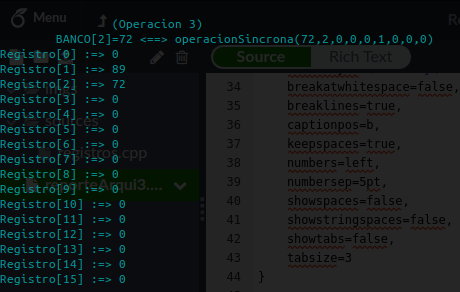 Menu
(Operacion 3)
BANCO[2]=72 <==> operacionSincrona(72,2,0,0,0,1,0,0,0)
Registro[0] :=> 0
Registro[1] :=> 89
Registro[2] :=> 72
Registro[3] :=> 0
Registro[4] :=> 0
Registro[5] :=> 0
Registro[6] :=> 0
Registro[7] :=> 0
Registro[8] :=> 0
Registro[9] :=> 0
Registro[10] :=> 0
Registro[11] :=> 0
Registro[12] :=> 0
Registro[13] :=> 0
Registro[14] :=> 0
Registro[15] :=> 0
sources
registros.cpp
reporteArqui3....
Source
Rich Text
34 breakatwhitespace=false,
35 breaklines=true,
36 captionpos=b,
37 keepspaces=true,
38 numbers=left,
39 numbersep=5pt,
40 showspaces=false,
41 showstringspaces=false,
42 showtabs=false,
43 tabsize=3
44 }